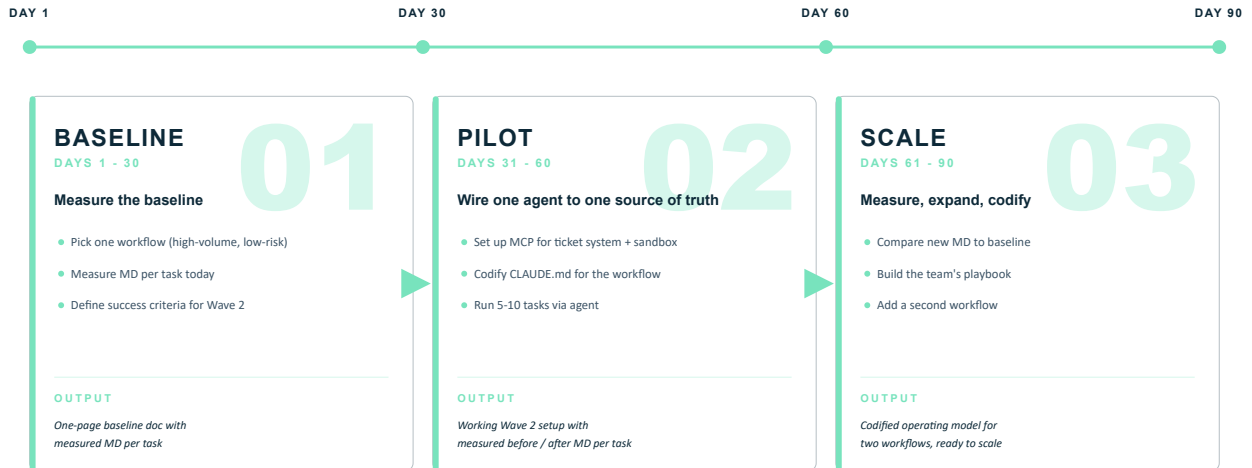 DAY 1
DAY 30
DAY 60
DAY 90
BASELINE
01
DAYS 1 - 30
Measure the baseline
Pick one workflow (high-volume, low-risk)
Measure MD per task today
Define success criteria for Wave 2
OUTPUT
One-page baseline doc with
measured MD per task
PILOT
02
DAYS 31 - 60
Wire one agent to one source of truth
Set up MCP for ticket system + sandbox
Codify CLAUDE.md for the workflow
Run 5-10 tasks via agent
OUTPUT
Working Wave 2 setup with
measured before / after MD per task
SCALE
03
DAYS 61 - 90
Measure, expand, codify
Compare new MD to baseline
Build the team's playbook
Add a second workflow
OUTPUT
Codified operating model for
two workflows, ready to scale